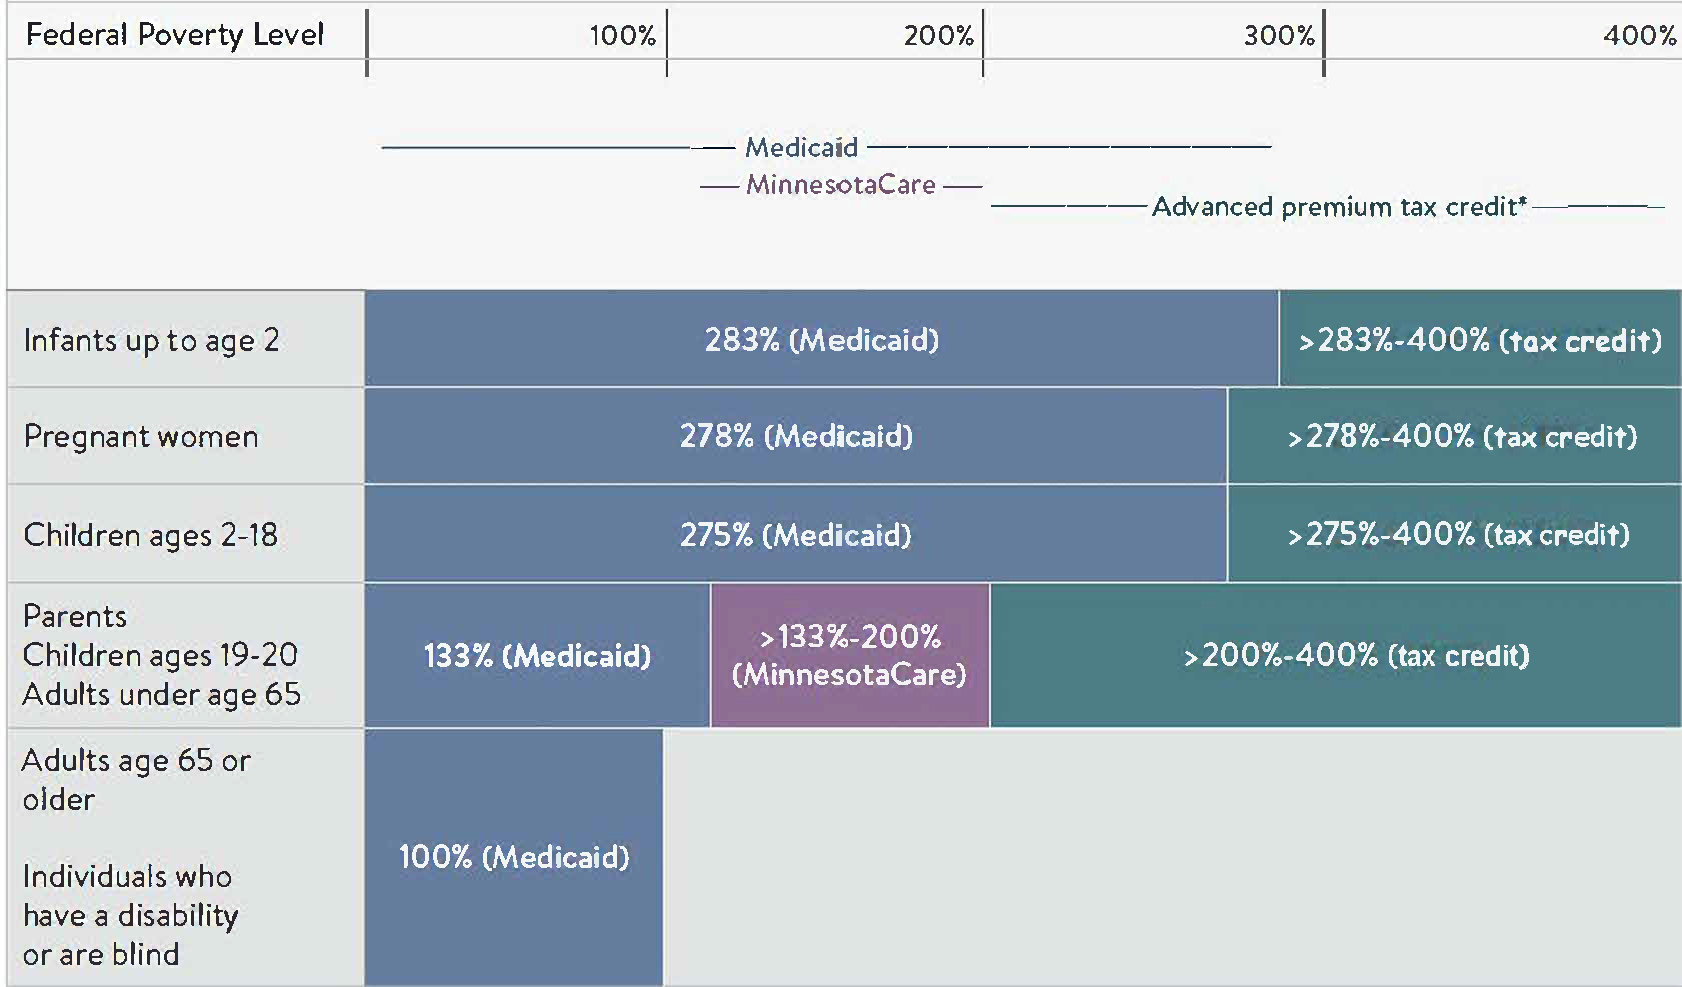 Federal Poverty Level 100% 200% 300% 400%
Medicaid
MinnesotaCare
Advanced premium tax credit*
Infants up to age 2 283% (Medicaid) >283%-400% (tax credit)
Pregnant women 278% (Medicaid) >278%-400% (tax credit)
Children ages 2-18 275% (Medicaid) >275%-400% (tax credit)
Parents
Children ages 19-20
Adults under age 65
133% (Medicaid)
>133%-200%
(MinnesotaCare)
>200%-400% (tax credit)
Adults age 65 or
older
Individuals who
have a disability
or are blind
100% (Medicaid)